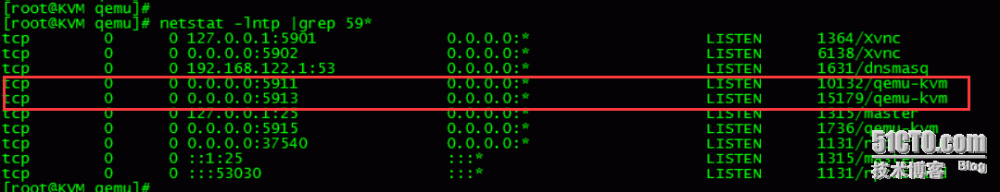 [root@KVM qemu]#
[root@KVM qemu]# netstat -lntp |grep 59*
tcp 0 0 127.0.0.1:5901 0.0.0.0:* LISTEN 1364/Xvnc
tcp 0 0 0.0.0.0:5902 0.0.0.0:* LISTEN 6138/Xvnc
tcp 0 0 192.168.122.1:53 0.0.0.0:* LISTEN 1631/dnsmasq
tcp 0 0 0.0.0.0:5911 0.0.0.0:* LISTEN 10132/qemu-kvm
tcp 0 0 0.0.0.0:5913 0.0.0.0:* LISTEN 15179/qemu-kvm
tcp 0 0 127.0.0.1:25 0.0.0.0:* LISTEN 1315/master
tcp 0 0 0.0.0.0:5915 0.0.0.0:* LISTEN 1736/qemu-kvm
tcp 0 0 0.0.0.0:37540 0.0.0.0:* LISTEN
tcp 0 0 ::1:25 :::* LISTEN
tcp 0 0 :::53030 :::* LISTEN
[root@KVM qemu]#
51CTO.com
技术博客 Blog